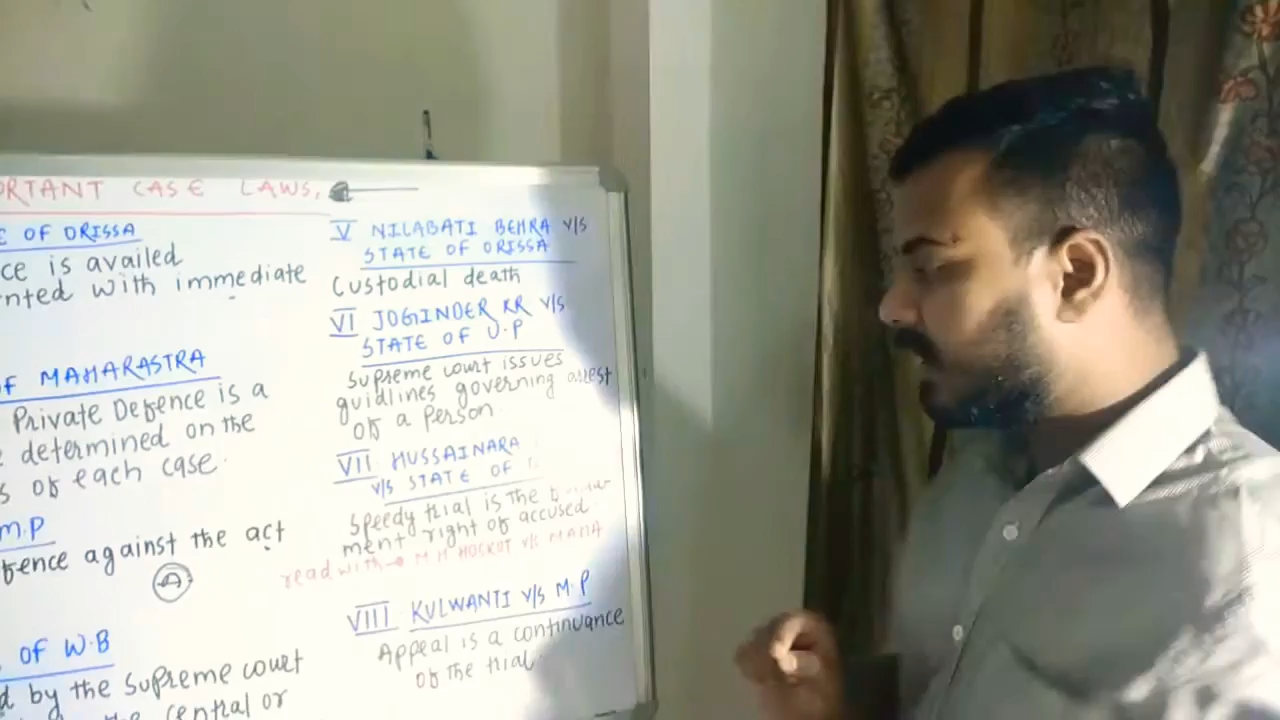 ORTANT CASE LAWS,
E OF ORISSA
ce is availed
nted with immediate
OF MAHARASTRA
Private Defence is a
e determined on the
s of each case.
M.P
fence against the act
A
OF W.B
d by the Supreme court
central or
V NILABATI BEHRA V/S
STATE OF ORISSA
Custodial death
VI JOGINDER KR V/S
STATE OF U.P
Supreme court issues
guidlines governing arrest
of a Person
VII HUSSAINARA
V/S STATE OF
Speedy trial is the
ment right of accused
read with → M.H HOSKOT V/S MAHA
VIII KULWANTI V/S M.P
Appeal is a continuance
of the trial